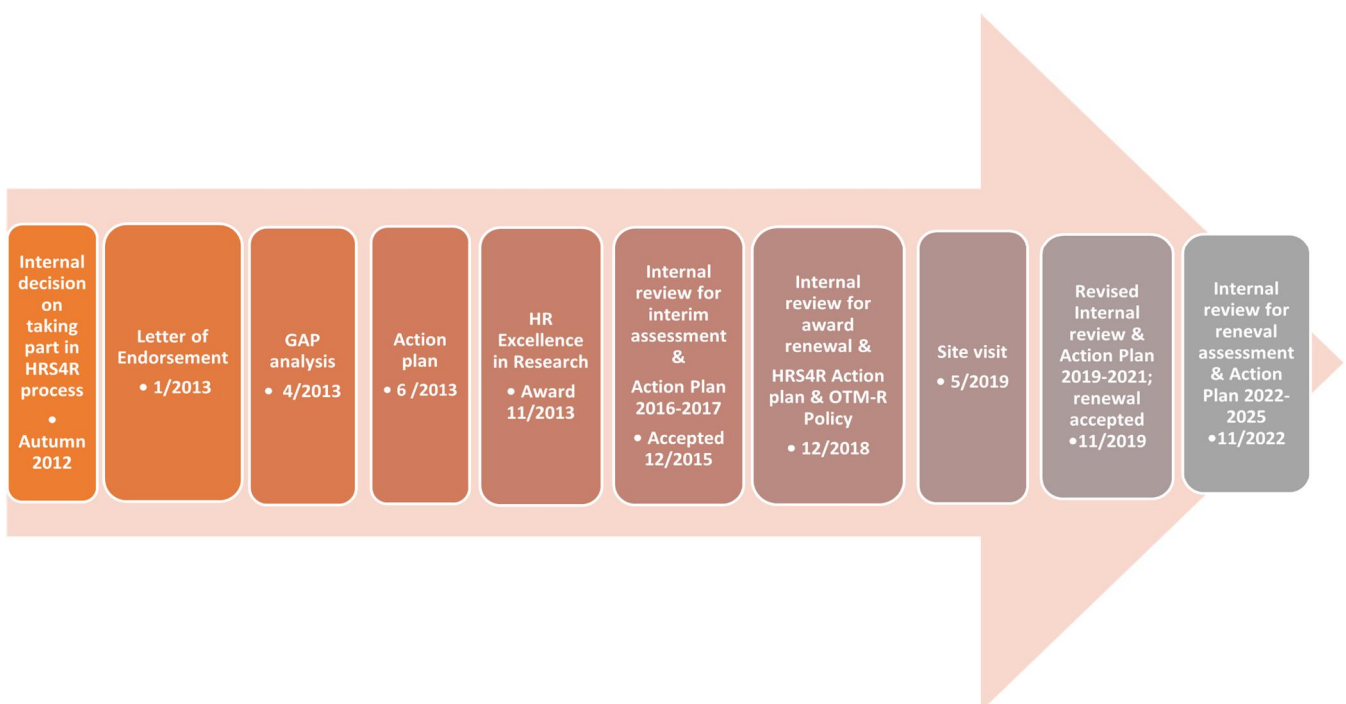 Internal
decision
on
taking
part in
HRS4R
process
•
Autumn
2012
Letter of
Endorsement
• 1/2013
GAP
analysis
• 4/2013
Action
plan
• 6 /2013
HR
Excellence
in Research
• Award
11/2013
Internal
review for
interim
assessment
&
Action Plan
2016-2017
• Accepted
12/2015
Internal
review for
award
renewal &
HRS4R Action
plan & OTM-R
Policy
• 12/2018
Site visit
• 5/2019
Revised
Internal
review &
Action Plan
2019-2021;
renewal
accepted
•11/2019
Internal
review for
reneval
assessment
& Action
Plan 2022-
2025
•11/2022